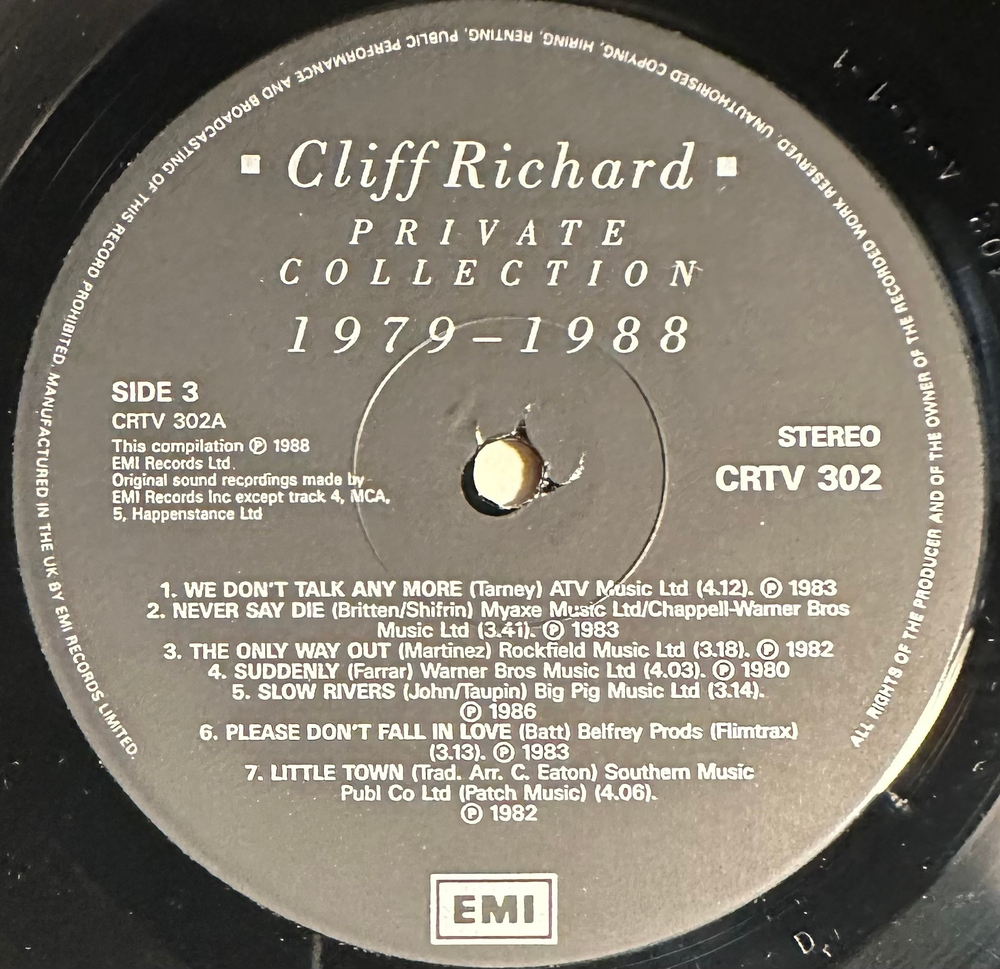 Cliff Richard
PRIVATE
COLLECTION
1979–1988
SIDE 3
CRTV 302A
This compilation Ⓟ 1988
EMI Records Ltd.
Original sound recordings made by
EMI Records Inc except track 4, MCA,
5, Happenstance Ltd
STEREO
CRTV 302
1. WE DON'T TALK ANY MORE (Tarney) ATV Music Ltd (4.12). Ⓟ 1983
2. NEVER SAY DIE (Britten/Shifrin) Myaxe Music Ltd/Chappell-Warner Bros
Music Ltd (3.41). Ⓟ 1983
3. THE ONLY WAY OUT (Martinez) Rockfield Music Ltd (3.18). Ⓟ 1982
4. SUDDENLY (Farrar) Warner Bros Music Ltd (4.03). Ⓟ 1980
5. SLOW RIVERS (John/Taupin) Big Pig Music Ltd (3.14).
Ⓟ 1986
6. PLEASE DON'T FALL IN LOVE (Batt) Belfrey Prods (Flimtrax)
(3.13). Ⓟ 1983
7. LITTLE TOWN (Trad. Arr. C. Eaton) Southern Music
Publ Co Ltd (Patch Music) (4.06).
Ⓟ 1982
EMI
ALL RIGHTS OF THE PRODUCER AND OF THE OWNER OF THE RECORDED WORK RESERVED. UNAUTHORISED COPYING, HIRING, RENTING, PUBLIC PERFORMANCE AND BROADCASTING OF THIS RECORD PROHIBITED. MANUFACTURED IN THE UK BY EMI RECORDS LIMITED.